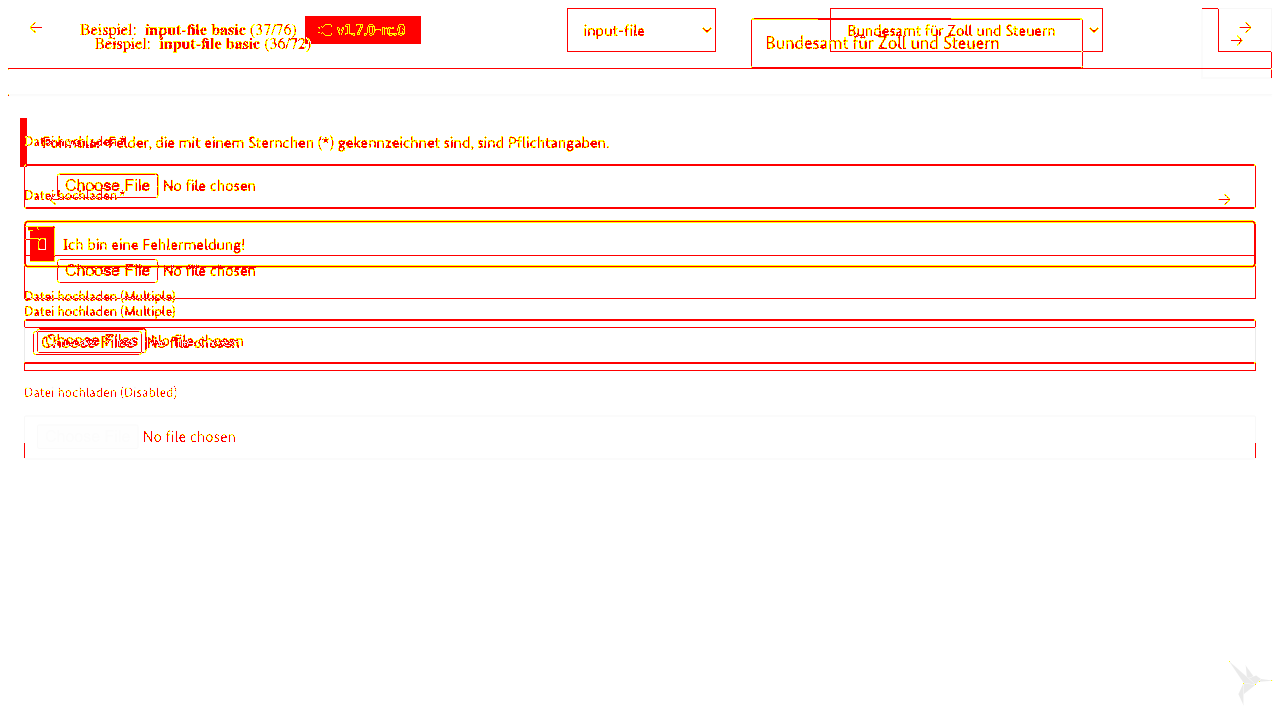 Beispiel: input-file basic (37/76)
v1.7.0-rc.0
input-file
Bundesamt für Zoll und Steuern
Beispiel: input-file basic (36/72)
Bundesamt für Zoll und Steuern
Datei hochladen *
Felder, die mit einem Sternchen (*) gekennzeichnet sind, sind Pflichtangaben.
Choose File No file chosen
Datei hochladen *
Ich bin eine Fehlermeldung!
Choose File No file chosen
Datei hochladen (Multiple)
Datei hochladen (Multiple)
Choose Files No file chosen
Choose Files No file chosen
Datei hochladen (Disabled)
No file chosen